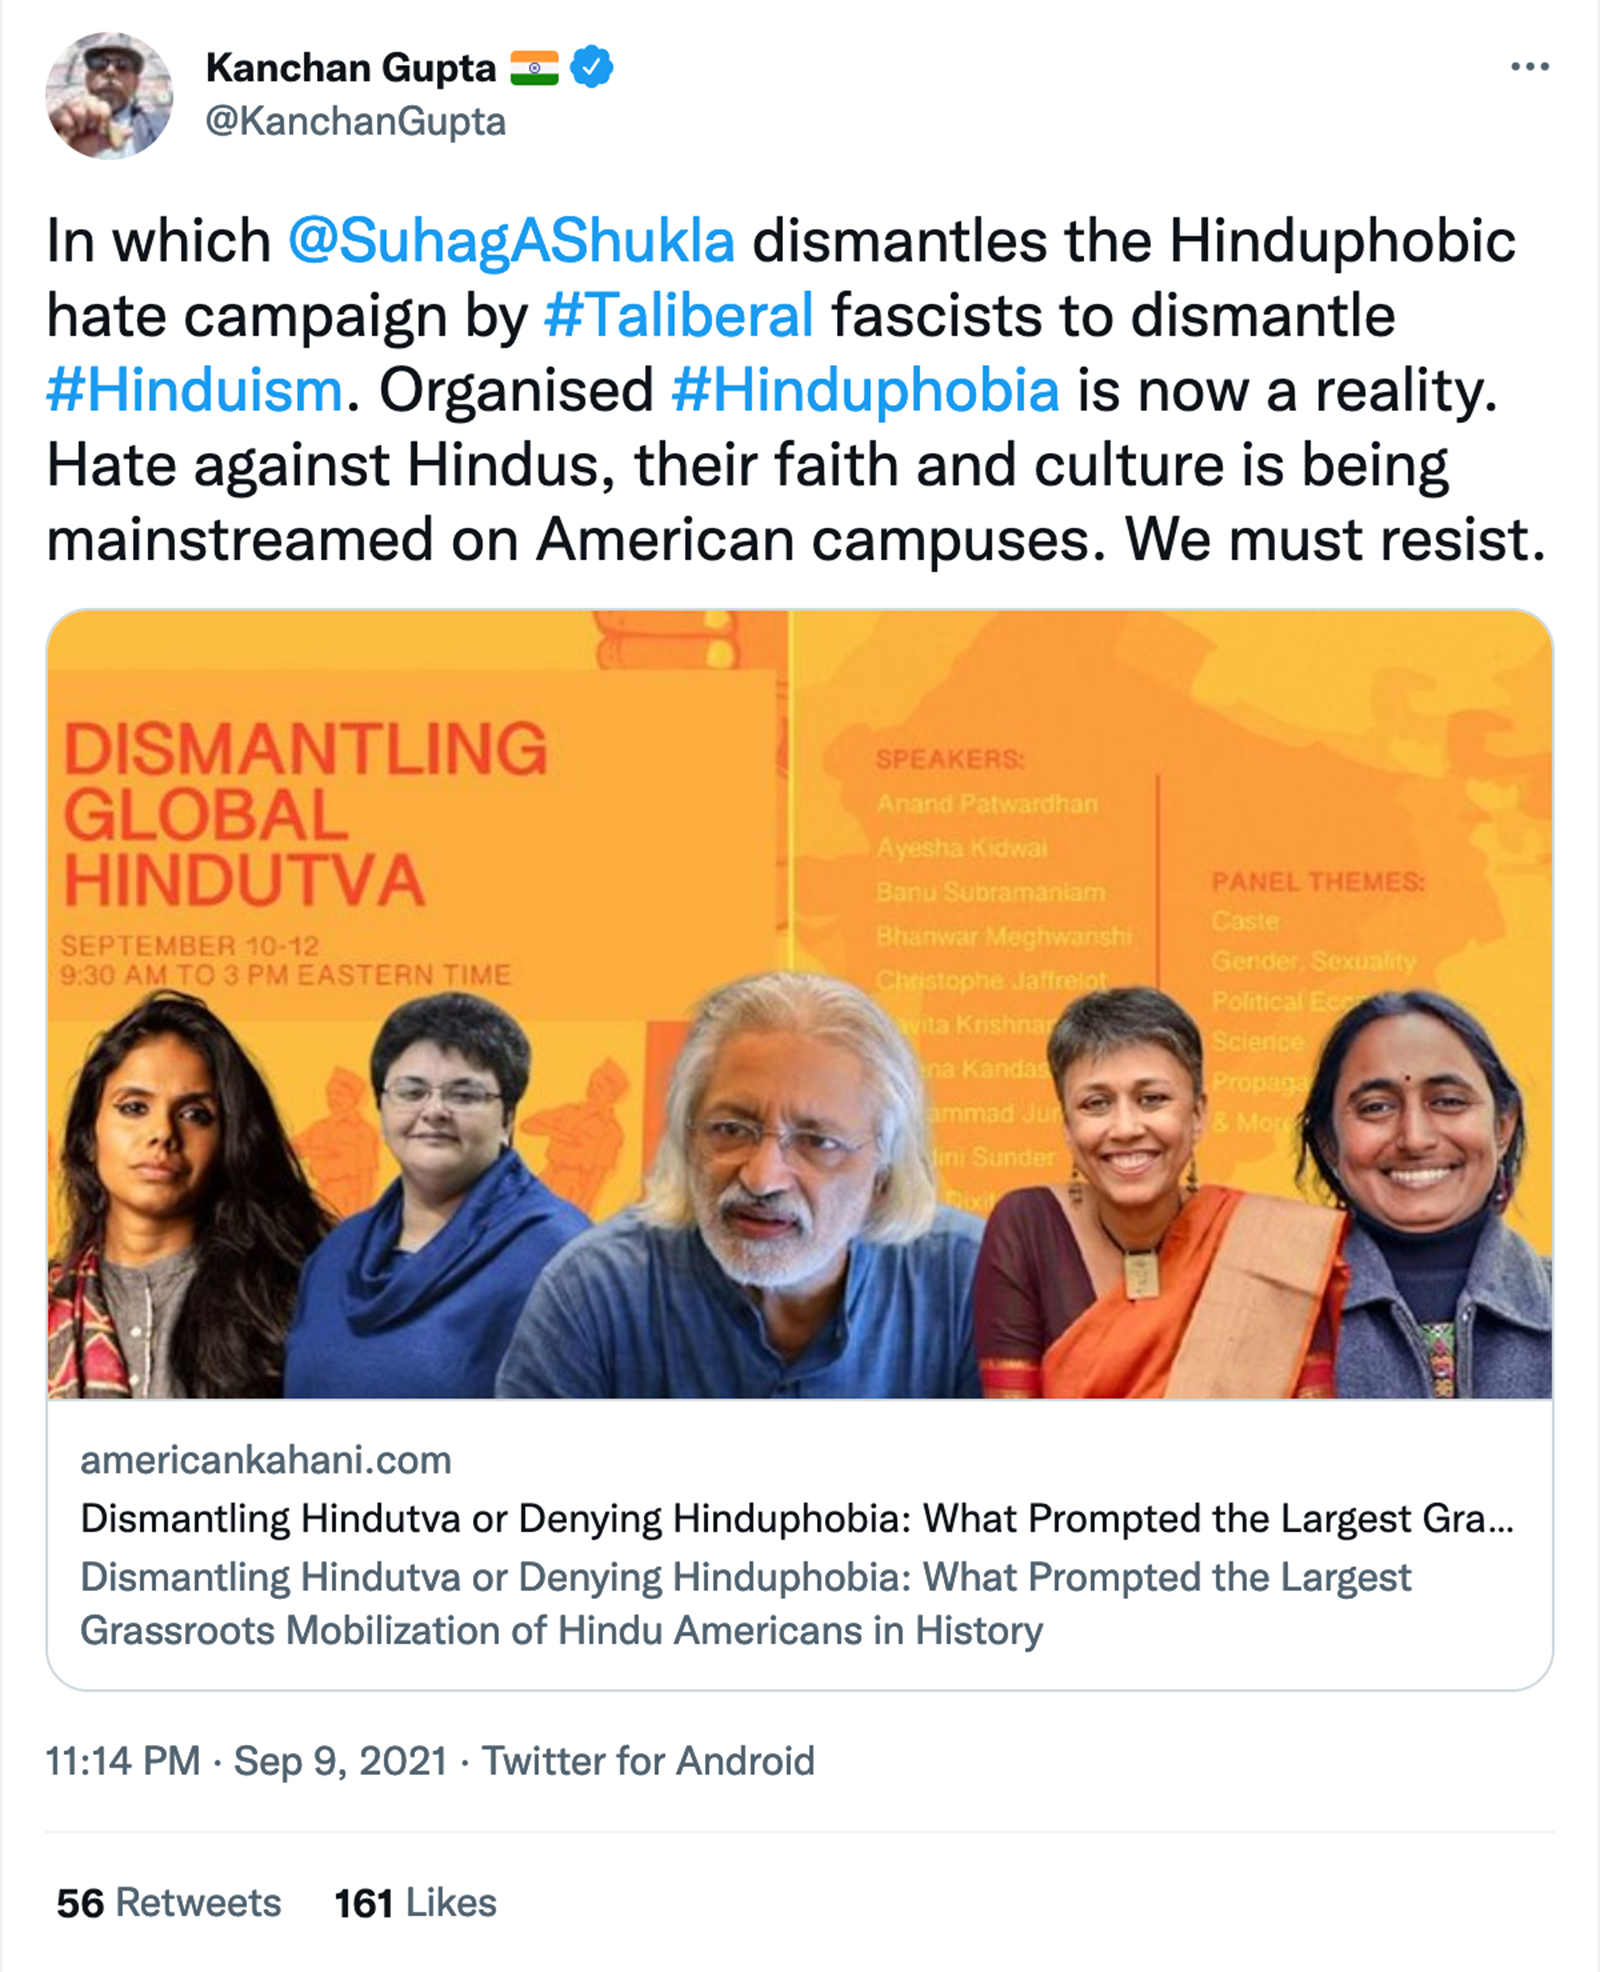 Kanchan Gupta
@KanchanGupta
In which @SuhagAShukla dismantles the Hinduphobic
hate campaign by #Taliberal fascists to dismantle
#Hinduism. Organised #Hinduphobia is now a reality.
Hate against Hindus, their faith and culture is being
mainstreamed on American campuses. We must resist.
DISMANTLING
GLOBAL
HINDUTVA
SEPTEMBER 10-12
9:30 AM TO 3 PM EASTERN TIME
SPEAKERS:
Anand Patwardhan
Ayesha Kidwai
Banu Subramaniam
Bhanwar Meghwanshi
Christophe Jaffrelot
Sunder
PANEL THEMES:
Caste
Gender, Sexuality
Political
Science
& More
americankahani.com
Dismantling Hindutva or Denying Hinduphobia: What Prompted the Largest Gra...
Dismantling Hindutva or Denying Hinduphobia: What Prompted the Largest
Grassroots Mobilization of Hindu Americans in History
11:14 PM · Sep 9, 2021 · Twitter for Android
56 Retweets 161 Likes